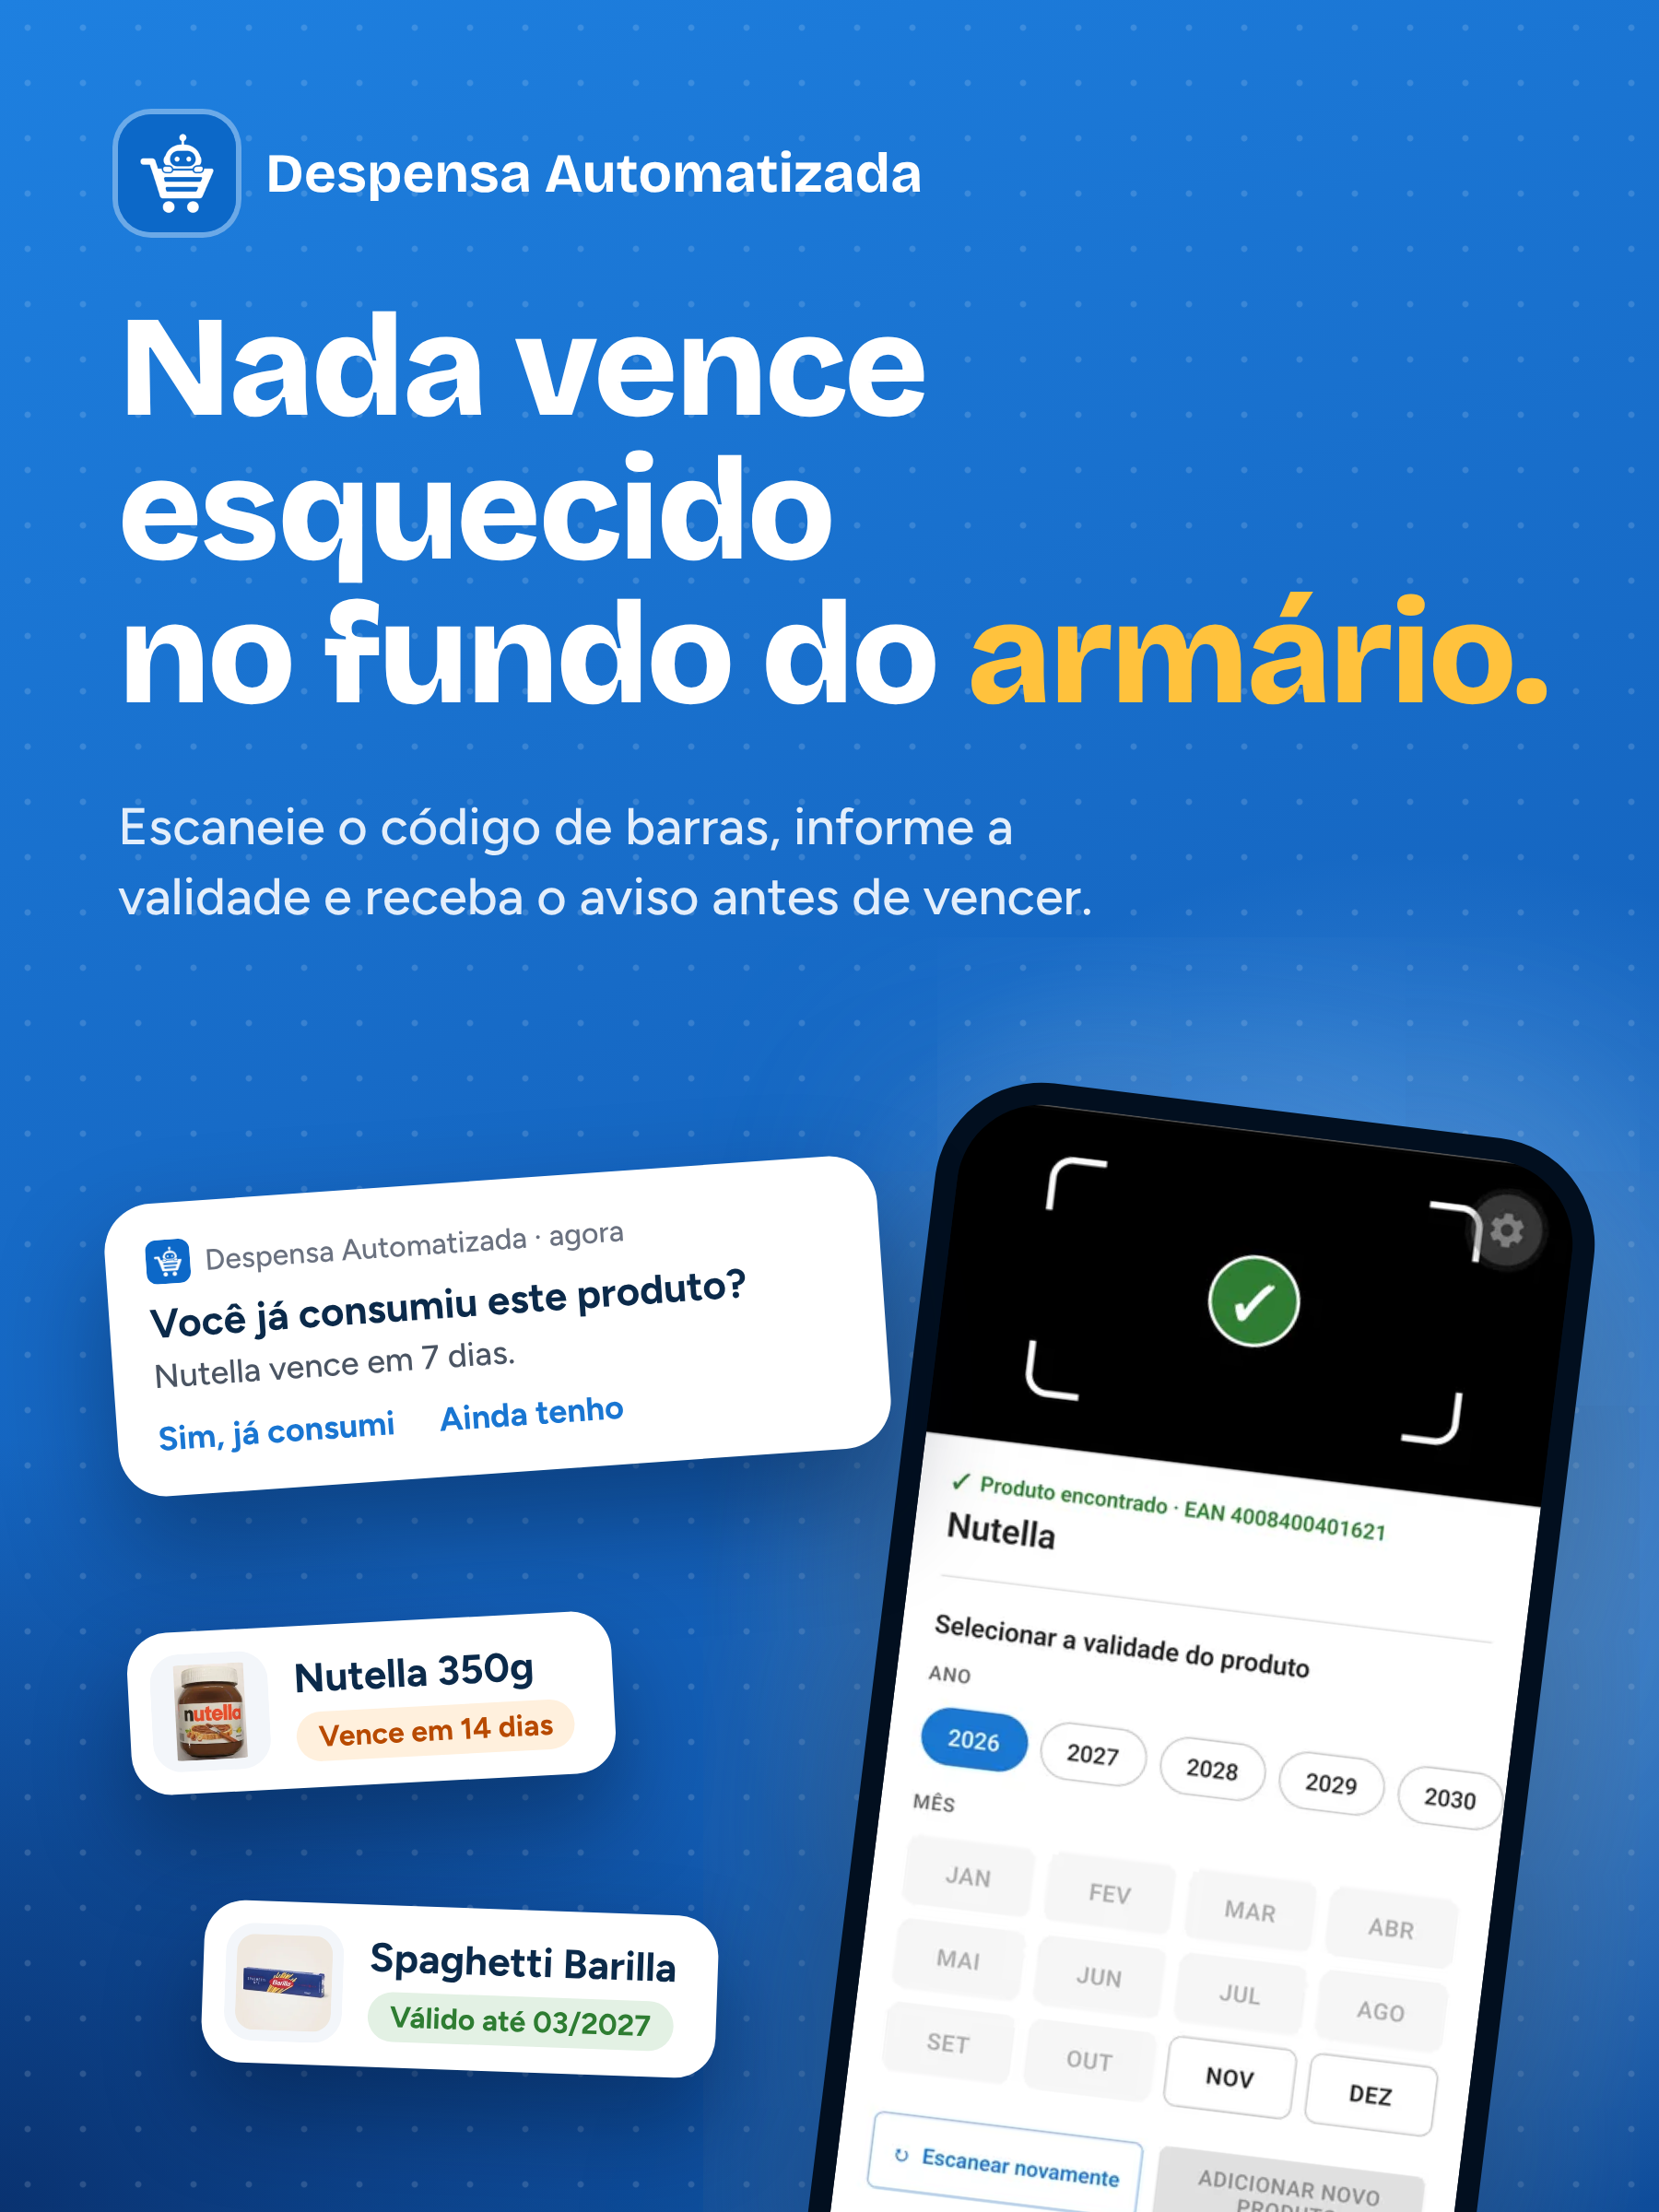 Despensa Automatizada
Nada vence
esquecido
no fundo do armário.
Escaneie o código de barras, informe a
validade e receba o aviso antes de vencer.
Despensa Automatizada · agora
Você já consumiu este produto?
Nutella vence em 7 dias.
Sim, já consumi Ainda tenho
nutella
Nutella 350g
Vence em 14 dias
Barilla
Spaghetti Barilla
Válido até 03/2027
✓ Produto encontrado · EAN 4008400401621
Nutella
Selecionar a validade do produto
ANO
2026 2027 2028 2029 2030
MÊS
JAN FEV MAR ABR
MAI JUN JUL AGO
SET OUT NOV DEZ
↻ Escanear novamente
ADICIONAR NOVO